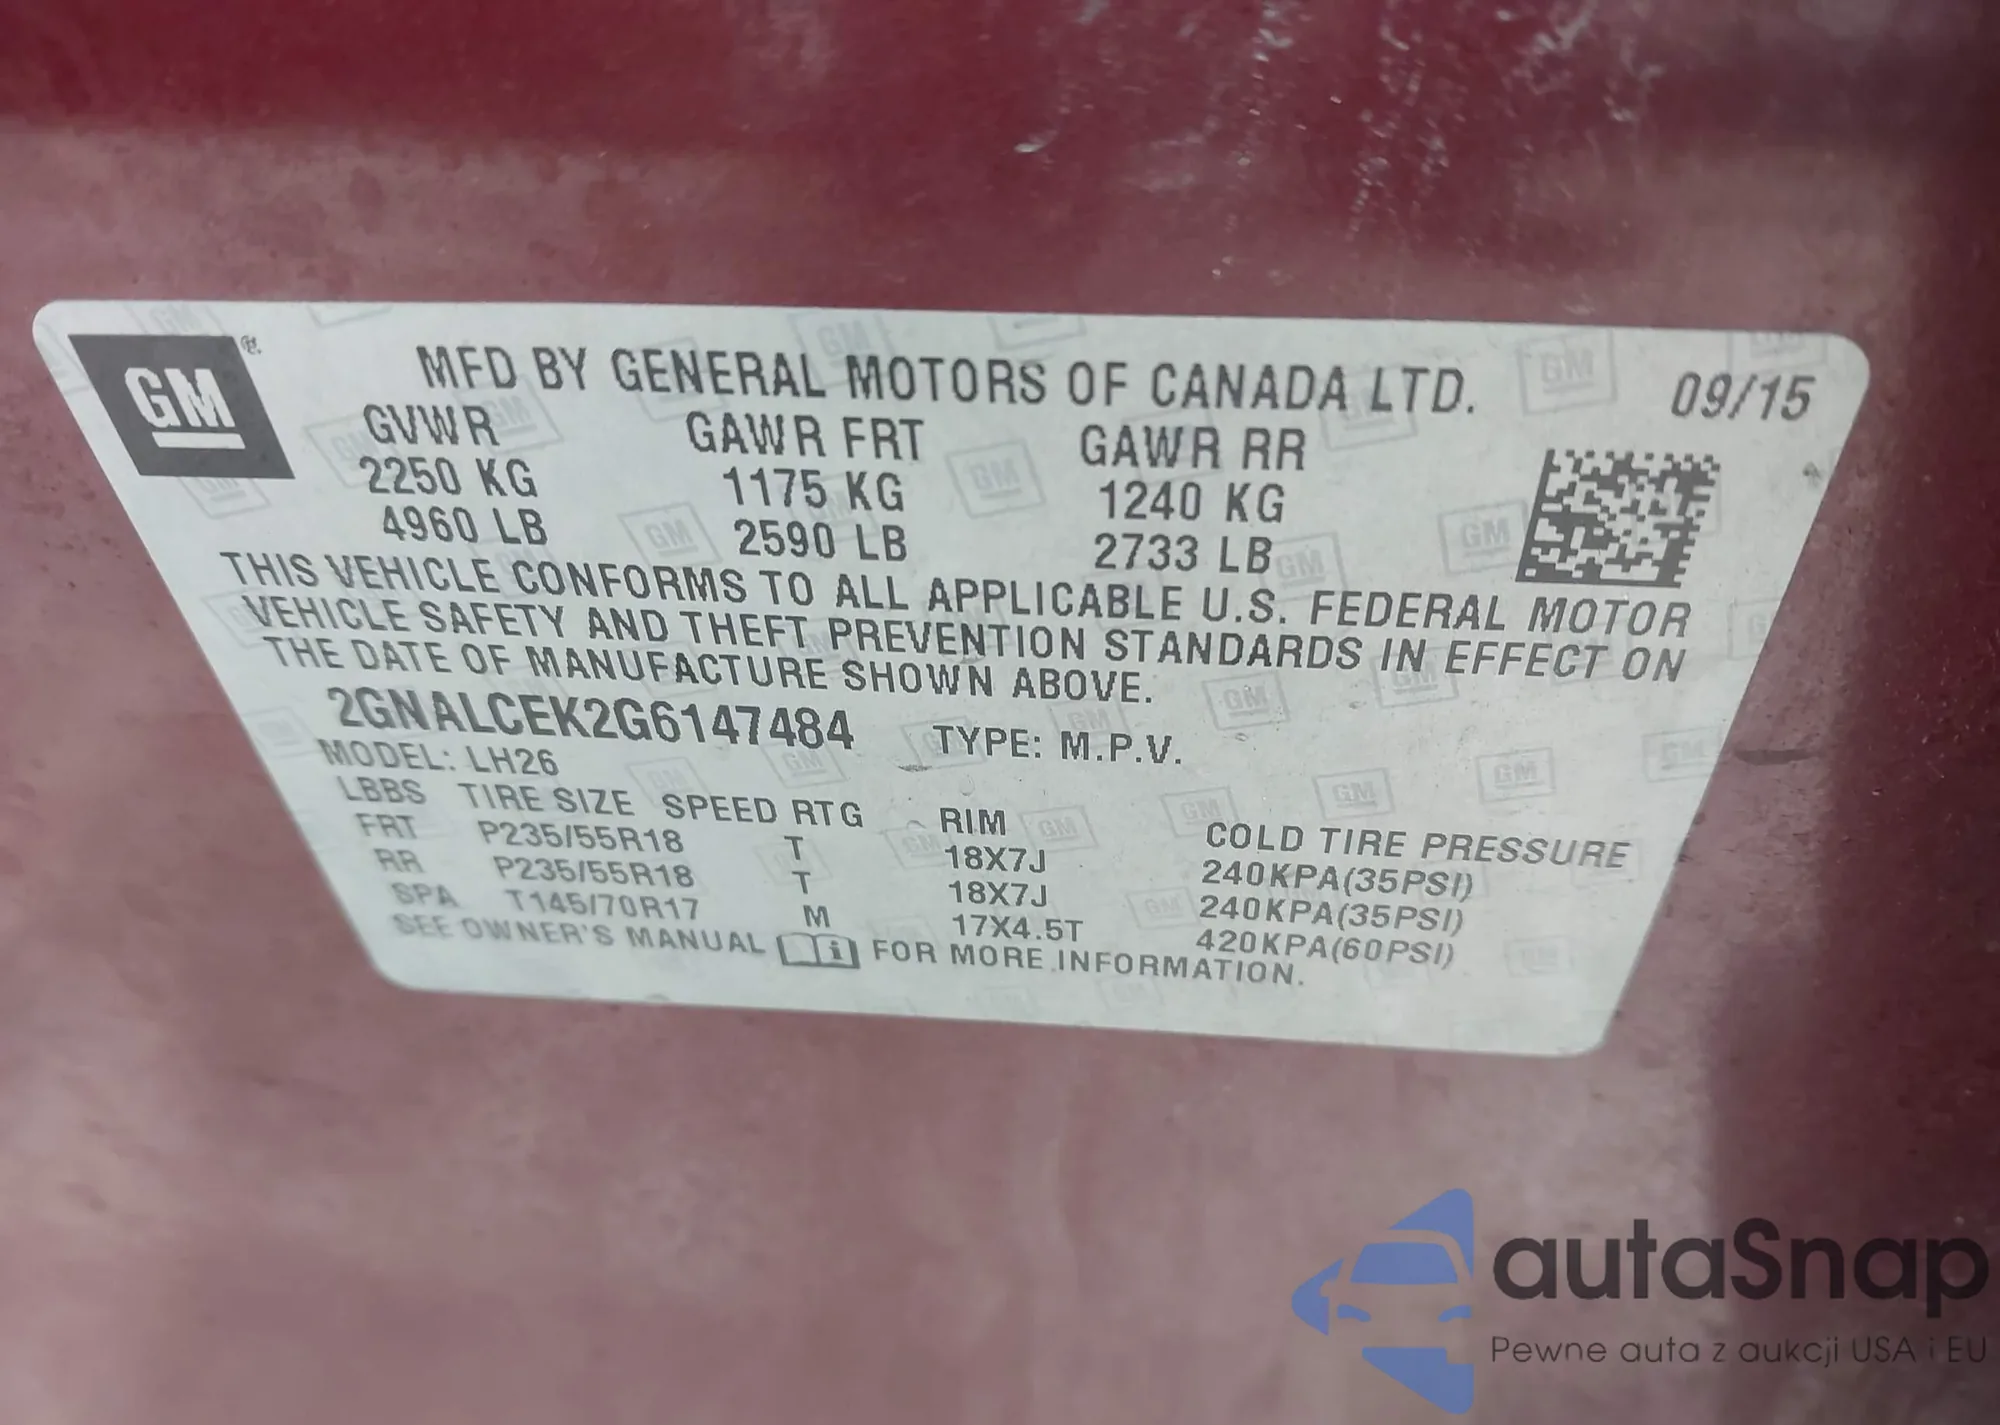 GM®
MFD BY GENERAL MOTORS OF CANADA LTD. 09/15
GVWR GAWR FRT GAWR RR
2250 KG 1175 KG 1240 KG
4960 LB 2590 LB 2733 LB
THIS VEHICLE CONFORMS TO ALL APPLICABLE U.S. FEDERAL MOTOR
VEHICLE SAFETY AND THEFT PREVENTION STANDARDS IN EFFECT ON
THE DATE OF MANUFACTURE SHOWN ABOVE.
2GNALCEK2G6147484 TYPE: M.P.V.
MODEL: LH26
LBBS TIRE SIZE SPEED RTG RIM COLD TIRE PRESSURE
FRT P235/55R18 T 18X7J 240KPA(35PSI)
RR P235/55R18 T 18X7J 240KPA(35PSI)
SPA T145/70R17 M 17X4.5T 420KPA(60PSI)
SEE OWNER'S MANUAL FOR MORE INFORMATION.
autaSnap
Pewne auta z aukcji USA i EU